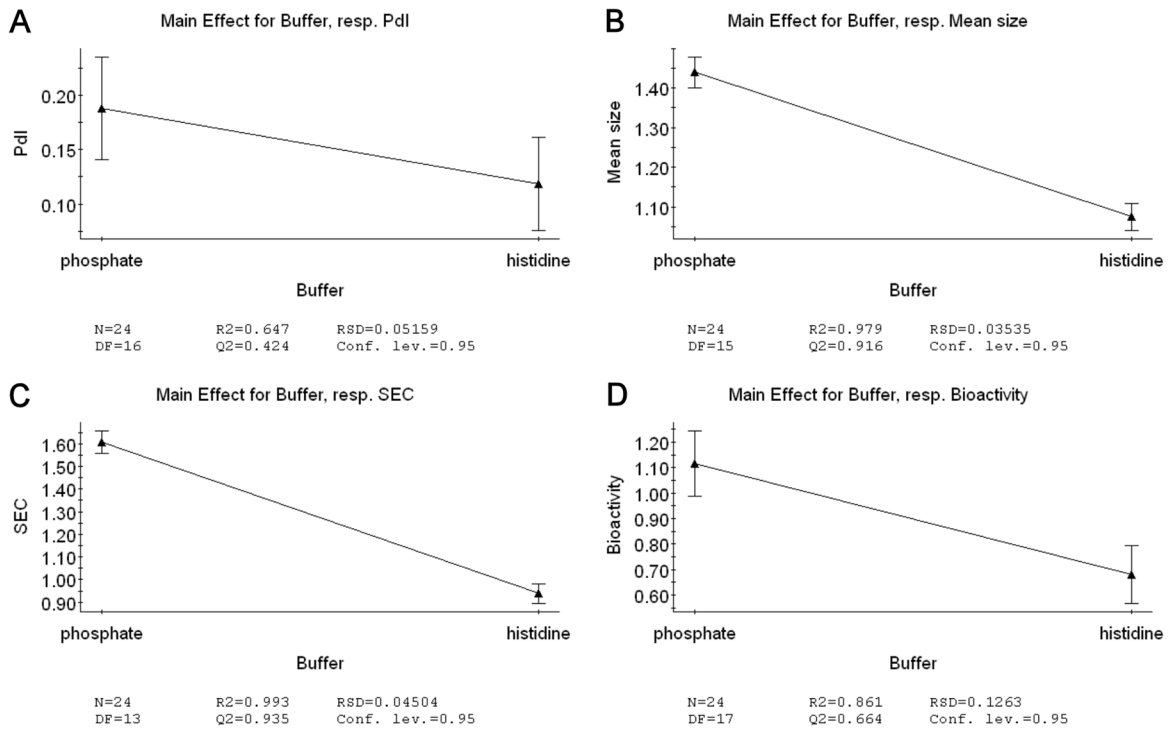 A
Main Effect for Buffer, resp. PdI
PdI
0.20
0.15
0.10
phosphate
histidine
Buffer
N=24 R2=0.647 RSD=0.05159
DF=16 Q2=0.424 Conf. lev.=0.95
B
Main Effect for Buffer, resp. Mean size
Mean size
1.40
1.30
1.20
1.10
phosphate
histidine
Buffer
N=24 R2=0.979 RSD=0.03535
DF=15 Q2=0.916 Conf. lev.=0.95
C
Main Effect for Buffer, resp. SEC
SEC
1.60
1.50
1.40
1.30
1.20
1.10
1.00
0.90
phosphate
histidine
Buffer
N=24 R2=0.993 RSD=0.04504
DF=13 Q2=0.935 Conf. lev.=0.95
D
Main Effect for Buffer, resp. Bioactivity
Bioactivity
1.20
1.10
1.00
0.90
0.80
0.70
0.60
phosphate
histidine
Buffer
N=24 R2=0.861 RSD=0.1263
DF=17 Q2=0.664 Conf. lev.=0.95